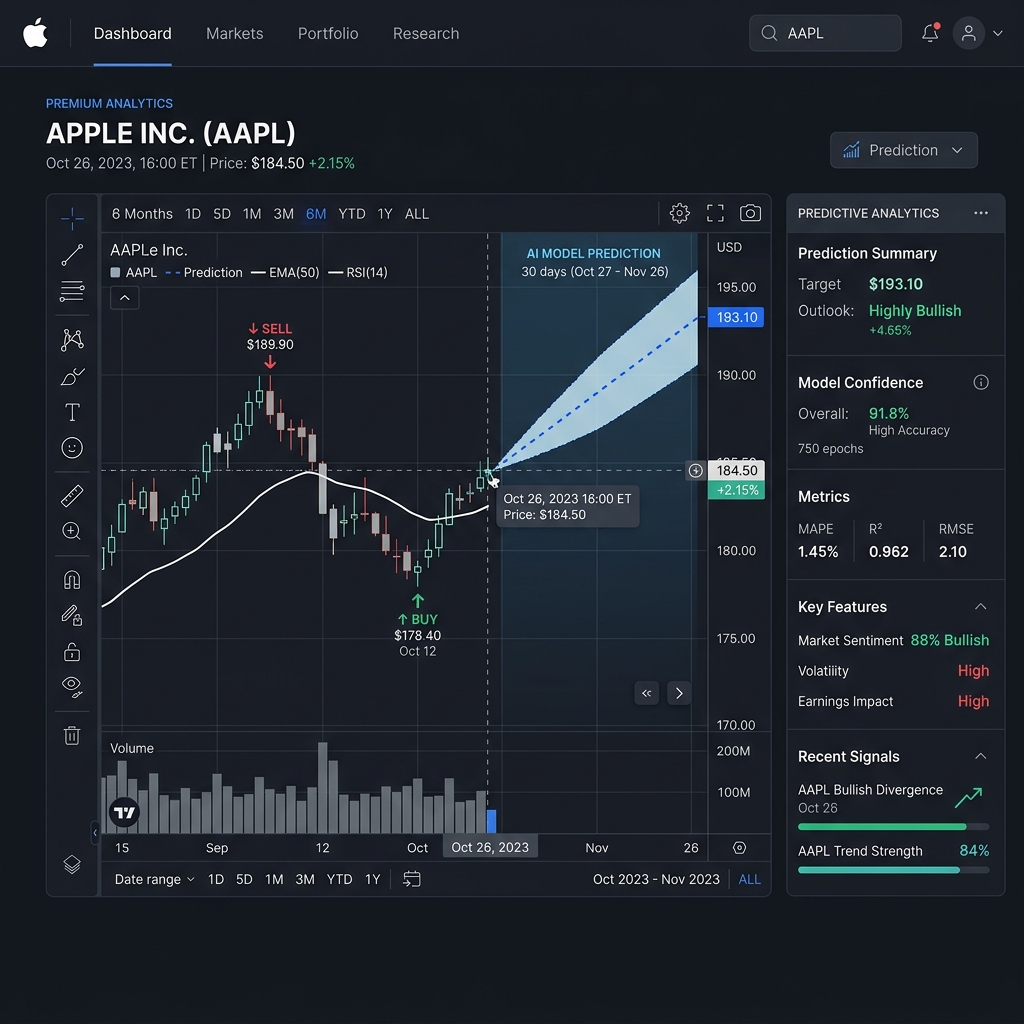 Dashboard Markets Portfolio Research AAPL
PREMIUM ANALYTICS
APPLE INC. (AAPL)
Oct 26, 2023, 16:00 ET | Price: $184.50 +2.15%
Prediction
6 Months 1D 5D 1M 3M 6M YTD 1Y ALL
AAPLe Inc.
AAPL Prediction EMA(50) RSI(14)
AI MODEL PREDICTION
30 days (Oct 27 - Nov 26)
↓ SELL
$189.90
Oct 26, 2023 16:00 ET
Price: $184.50
↑ BUY
$178.40
Oct 12
USD
195.00
193.10
190.00
184.50
+2.15%
180.00
175.00
170.00
Volume
200M
100M
15 Sep 12 Oct Oct 26, 2023 Nov 26
Date range 1D 5D 1M 3M YTD 1Y
Oct 2023 - Nov 2023 ALL
PREDICTIVE ANALYTICS
Prediction Summary
Target $193.10
Outlook: Highly Bullish
+4.65%
Model Confidence
Overall: 91.8%
High Accuracy
750 epochs
Metrics
MAPE R² RMSE
1.45% 0.962 2.10
Key Features
Market Sentiment 88% Bullish
Volatility High
Earnings Impact High
Recent Signals
AAPL Bullish Divergence
Oct 26
AAPL Trend Strength 84%